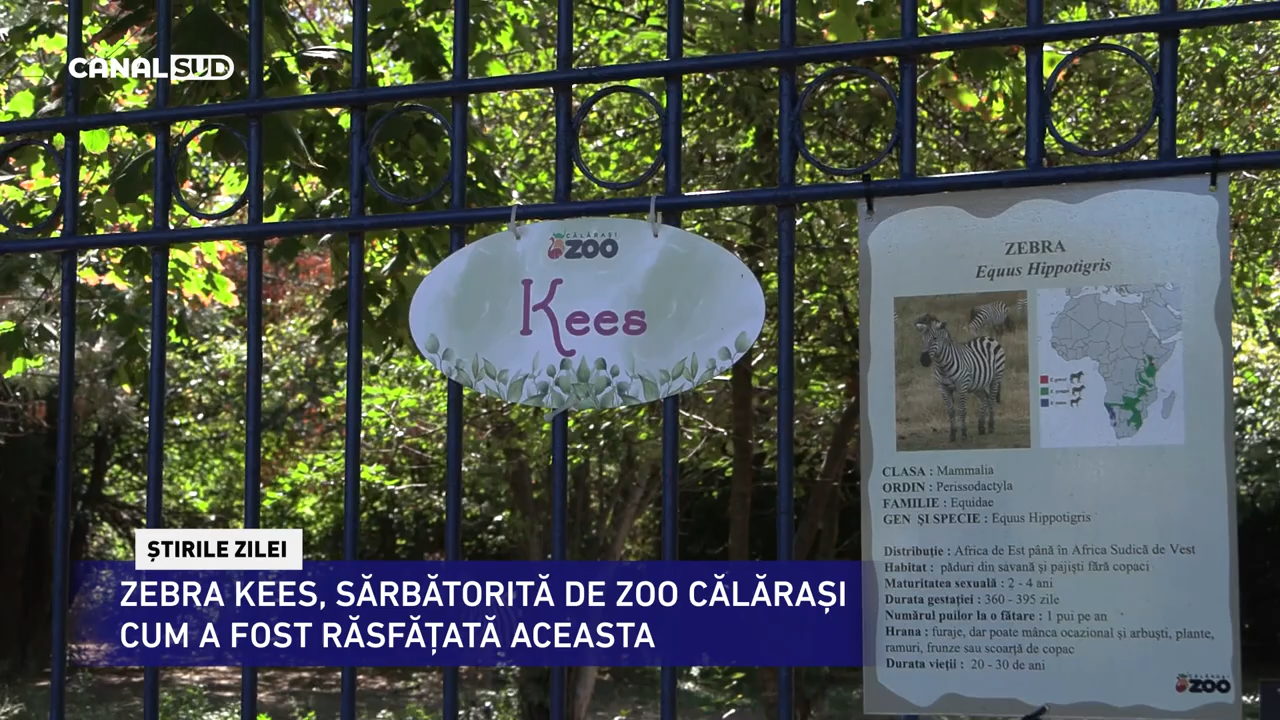 CANAL SUD
CĂLĂRAȘI
ZOO
Kees
ZEBRA
Equus Hippotigris
CLASA : Mammalia
ORDIN : Perissodactyla
FAMILIE : Equidae
GEN ȘI SPECIE : Equus Hippotigris
Distribuție : Africa de Est până în Africa Sudică de Vest
Habitat : păduri din savană și pajiști fără copaci
Maturitatea sexuală : 2 - 4 ani
Durata gestației : 360 - 395 zile
Numărul puilor la o fătare : 1 pui pe an
Hrana : furaje, dar poate mânca ocazional și arbuști, plante,
ramuri, frunze sau scoarță de copac
Durata vieții : 20 - 30 de ani
CĂLĂRAȘI
ZOO
ȘTIRILE ZILEI
ZEBRA KEES, SĂRBĂTORITĂ DE ZOO CĂLĂRAȘI
CUM A FOST RĂSFĂȚATĂ ACEASTA